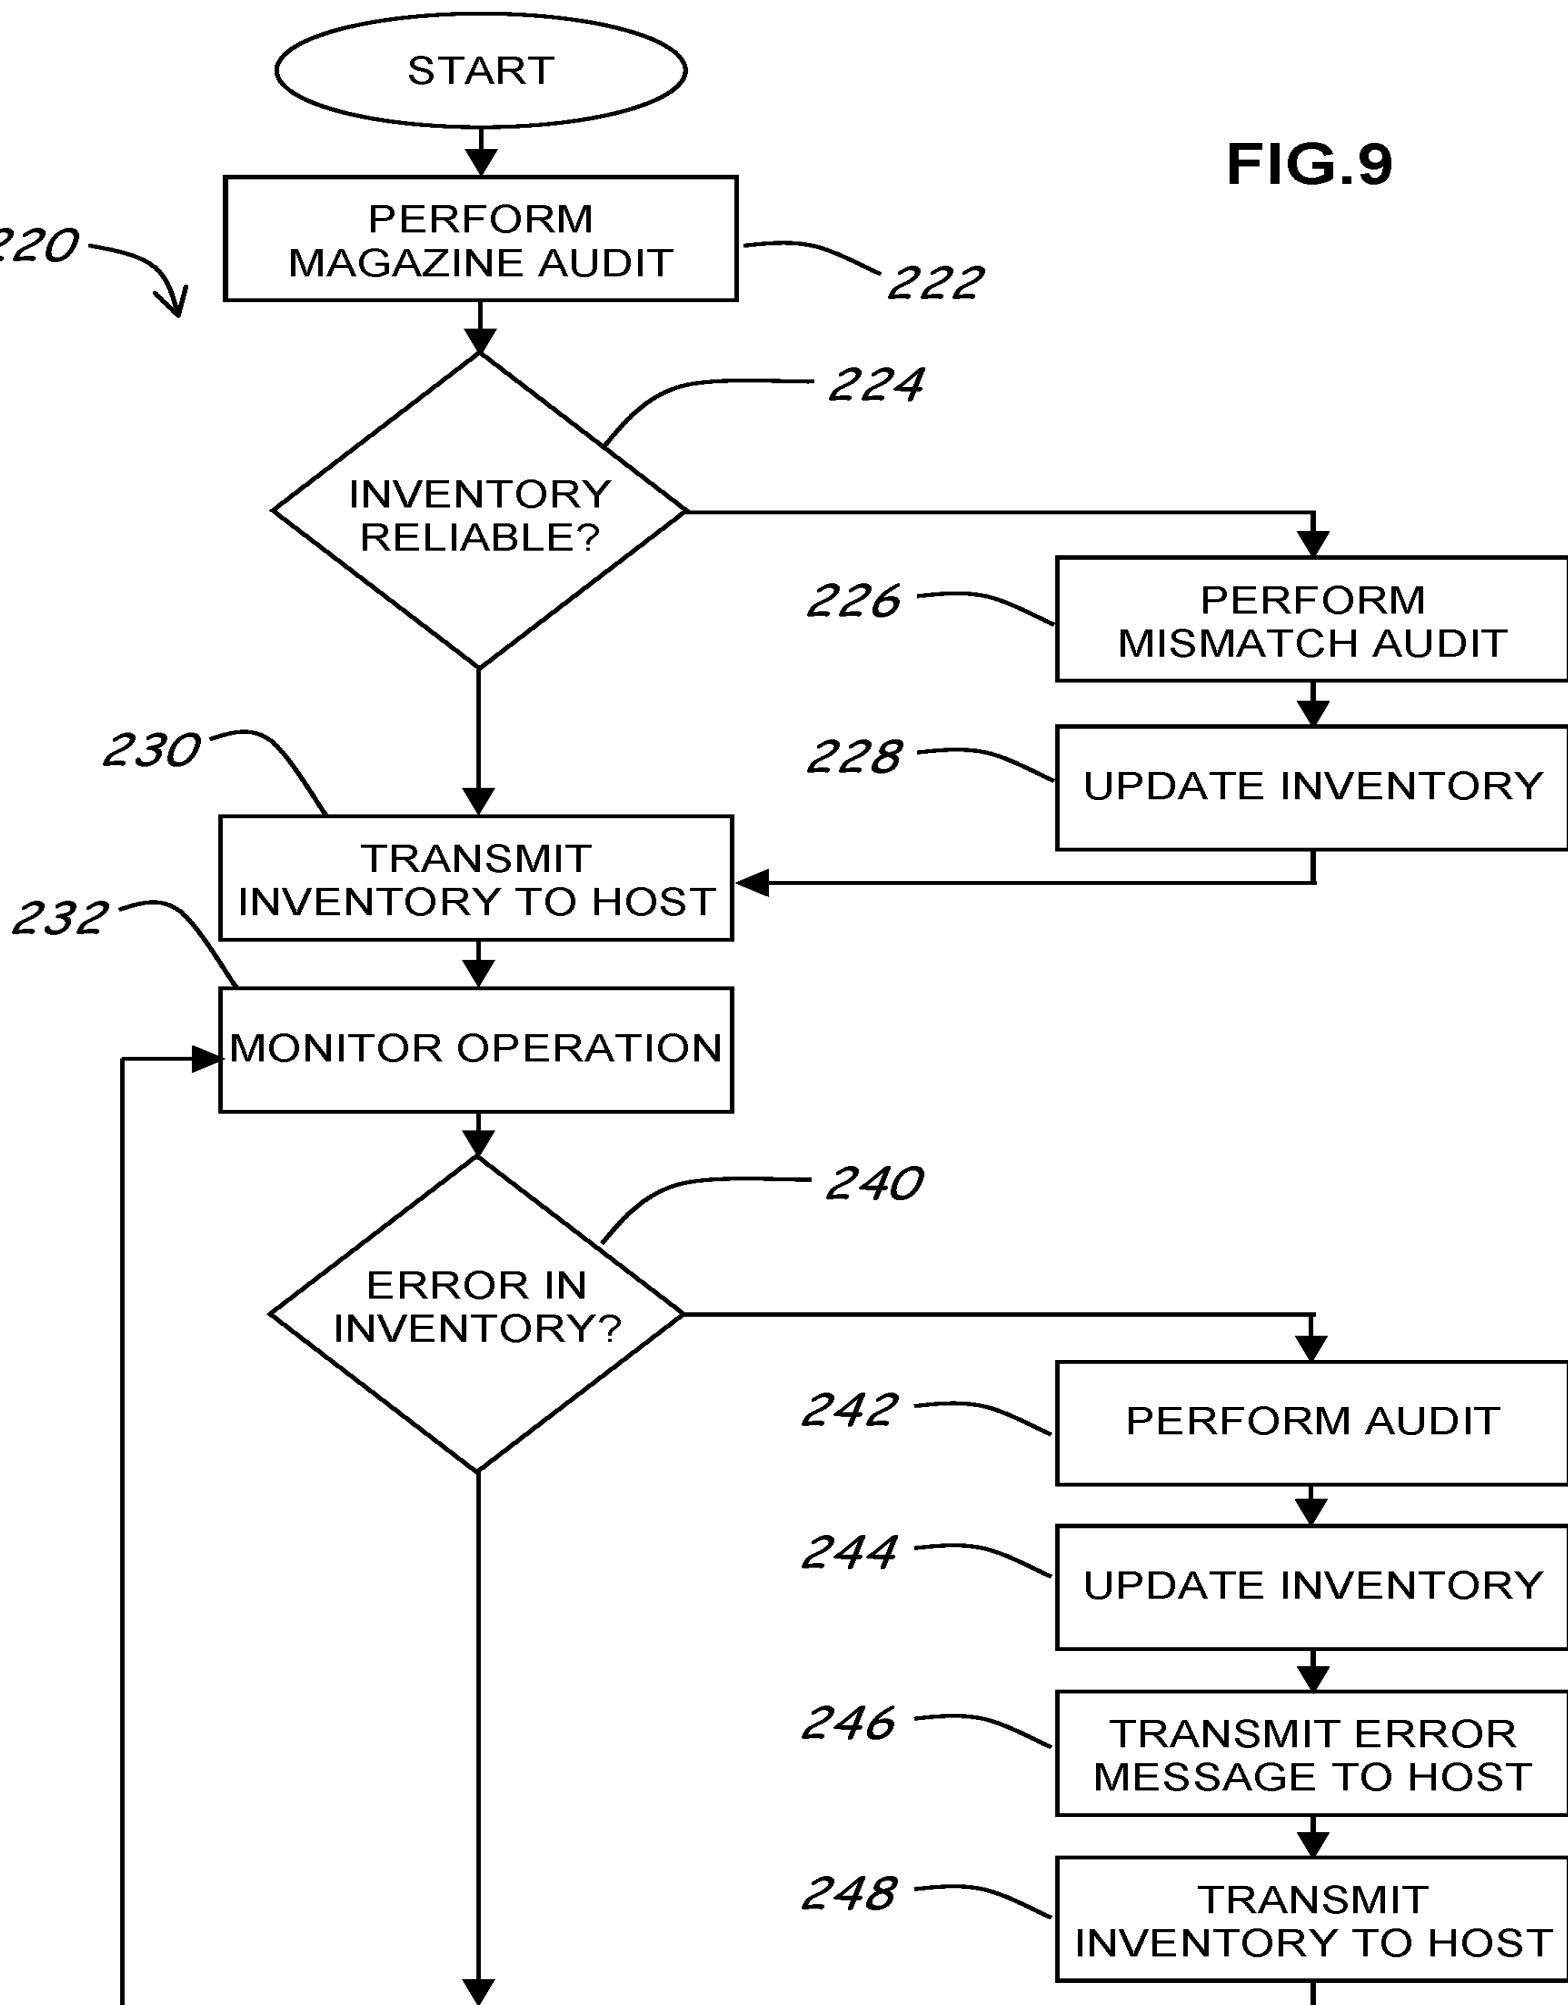 START
FIG.9
PERFORM
MAGAZINE AUDIT
220
222
224
INVENTORY
RELIABLE?
226
PERFORM
MISMATCH AUDIT
230
228
UPDATE INVENTORY
TRANSMIT
INVENTORY TO HOST
232
MONITOR OPERATION
240
ERROR IN
INVENTORY?
242
PERFORM AUDIT
244
UPDATE INVENTORY
246
TRANSMIT ERROR
MESSAGE TO HOST
248
TRANSMIT
INVENTORY TO HOST